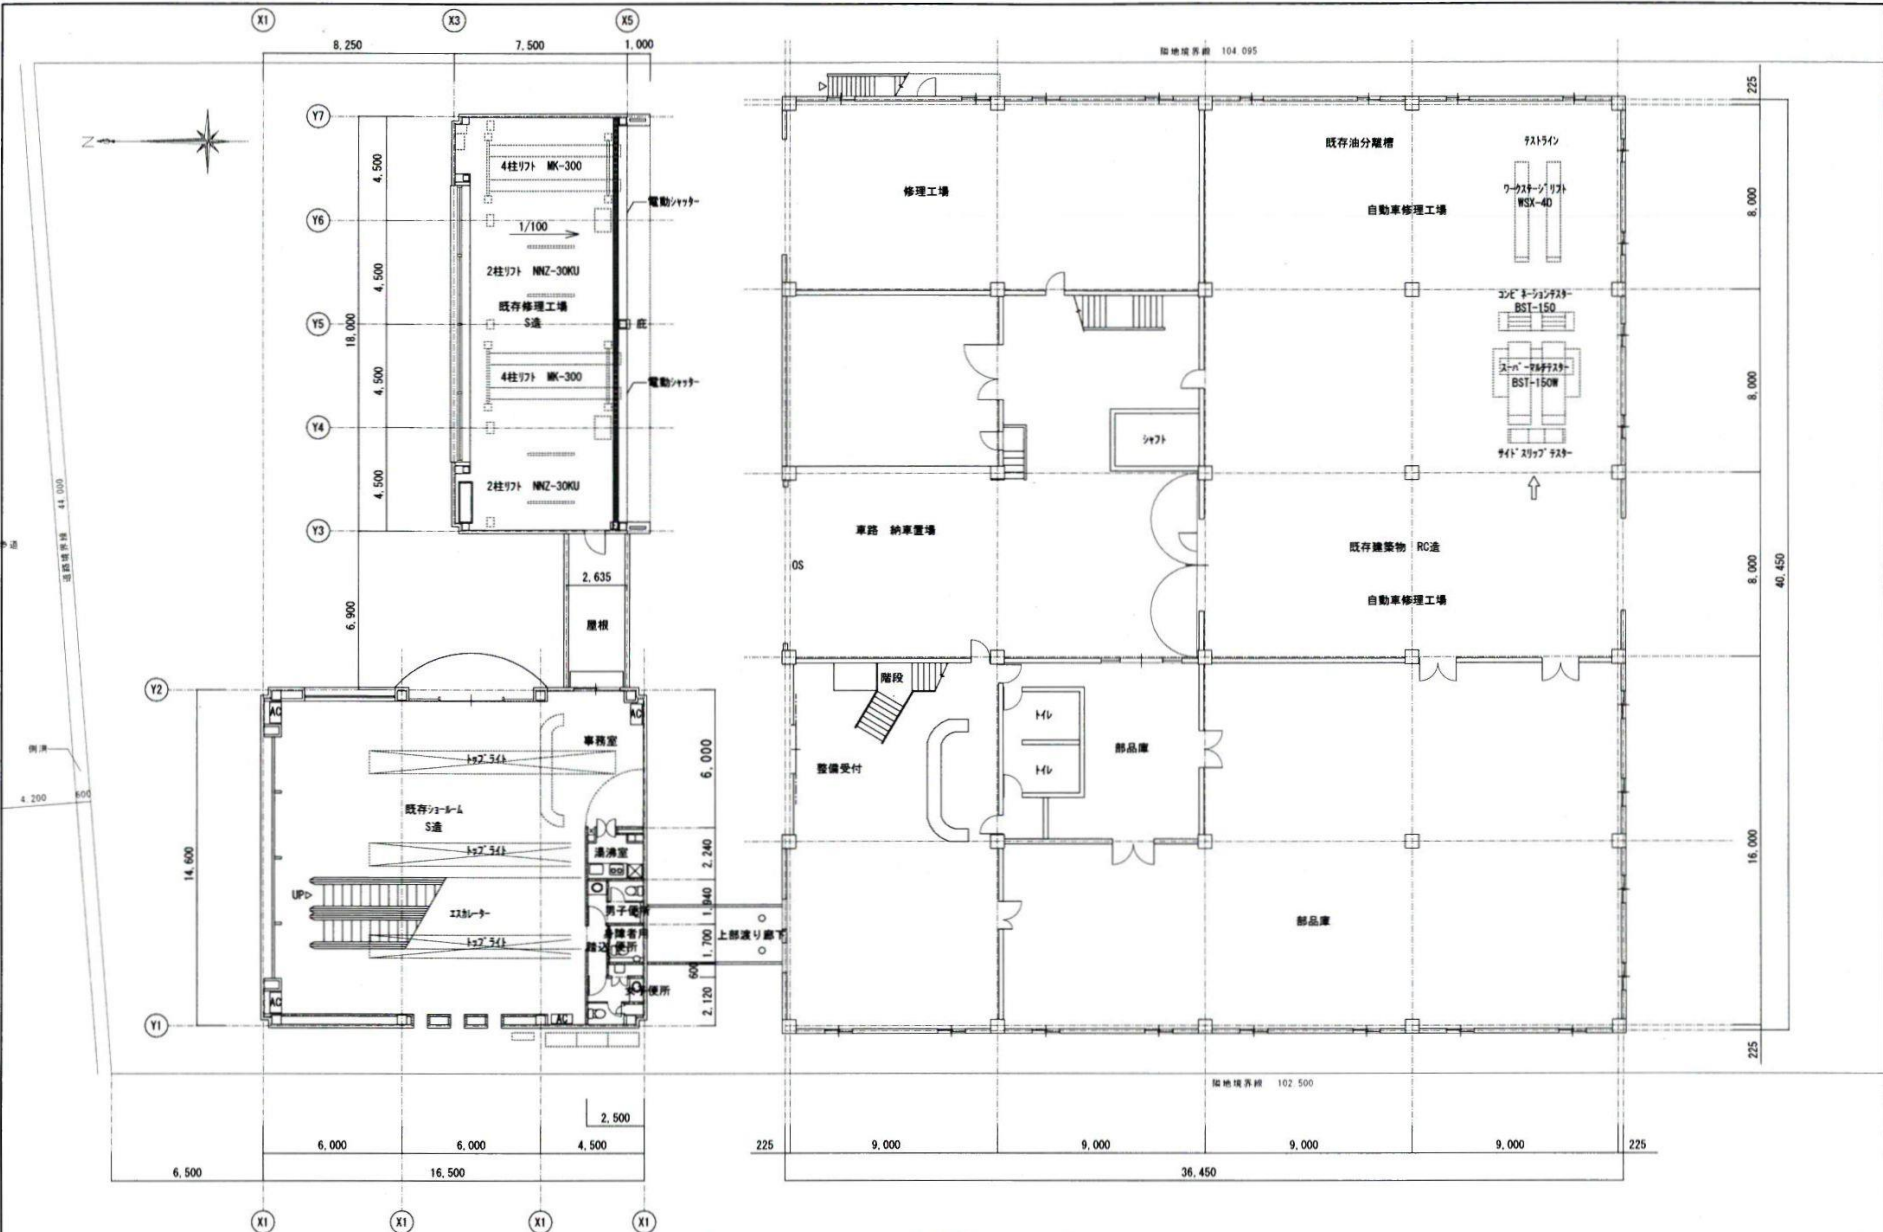 X1
X3
X5
8,250
7,500
1,000
隣地境界線 104.095
Y7
Y6
Y5
Y4
Y3
Y2
Y1
N
4,500
4,500
4,500
4,500
18,000
6,900
14,600
4柱リフト MK-300
電動シャッター
1/100
2柱リフト NNZ-30KU
既存修理工場
S造
庇
4柱リフト MK-300
電動シャッター
2柱リフト NNZ-30KU
2,635
屋根
道路境界線 44.000
歩道
側溝
4.200
600
AC
AC
事務室
トップライト
既存ショールーム
S造
トップライト
湯沸室
UP
エスカレーター
トップライト
男子便所
身障者用
便所
踏込
女子便所
AC
AC
6,000
2,240
1,940
1,700
600
2,120
上部渡り廊下
修理工場
既存油分離槽
テストライン
自動車修理工場
ワークステージリフト
WSX-40
コンビネーションテスター
BST-150
スーパーマルチテスター
BST-150W
サイドスリップテスター
シャフト
車路 納車置場
OS
既存建築物 RC造
自動車修理工場
階段
整備受付
トイレ
トイレ
部品庫
部品庫
225
8,000
8,000
8,000
16,000
225
40,450
隣地境界線 102.500
2,500
6,000
6,000
4,500
6,500
16,500
225
9,000
9,000
9,000
9,000
225
36,450
X1
X1
X1
X1